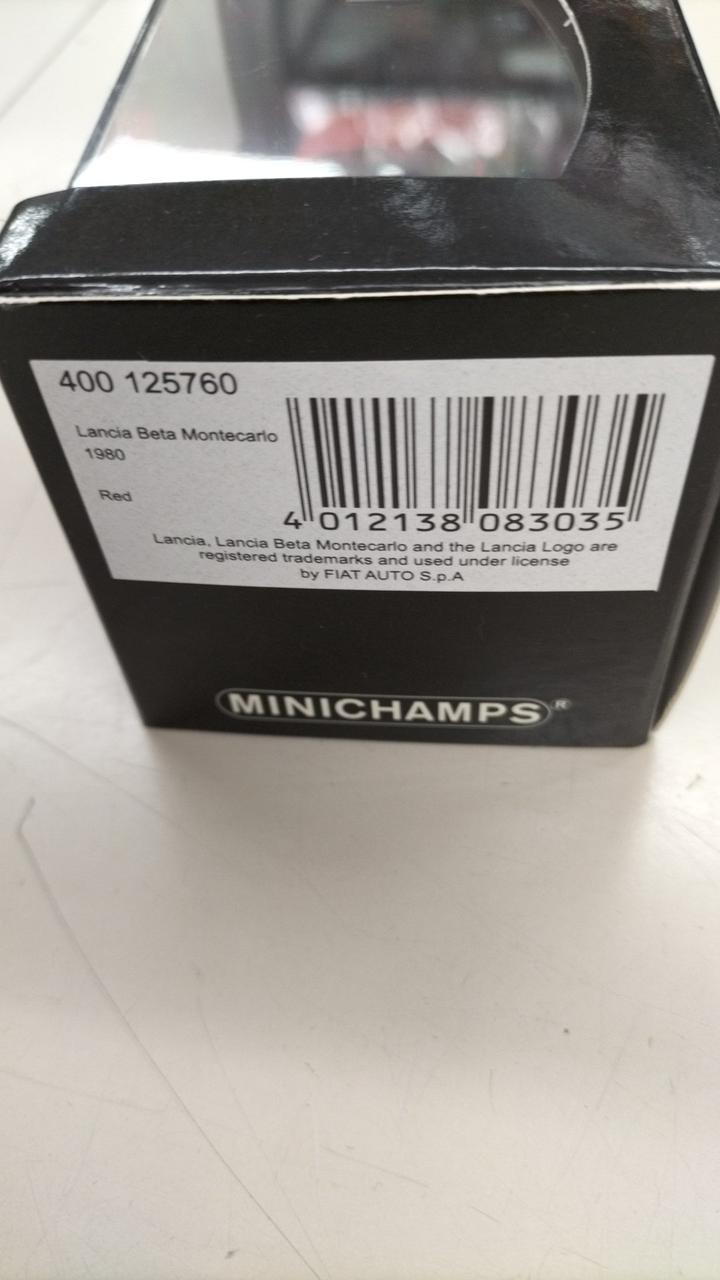 400 125760
Lancia Beta Montecarlo
1980
Red
4 012138 083035
Lancia, Lancia Beta Montecarlo and the Lancia Logo are
registered trademarks and used under license
by FIAT AUTO S.p.A
MINICHAMPS®